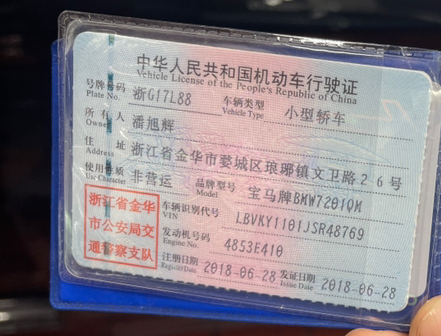 中华人民共和国机动车行驶证
Vehicle License of the People's Republic of China
号牌号码 浙G17L88 车辆类型 小型轿车
Plate No. Vehicle Type
所有人 潘旭辉
Owner
住址 浙江省金华市婺城区琅琊镇文卫路26号
Address
使用性质 非营运 品牌型号 宝马牌BMW7201QM
Use Character Model
浙江省金华
市公安局交
通警察支队
车辆识别代号 LBVKY1101JSR48769
VIN
发动机号码 4853E410
Engine No.
注册日期 2018-06-28 发证日期 2018-06-28
Register Date Issue Date